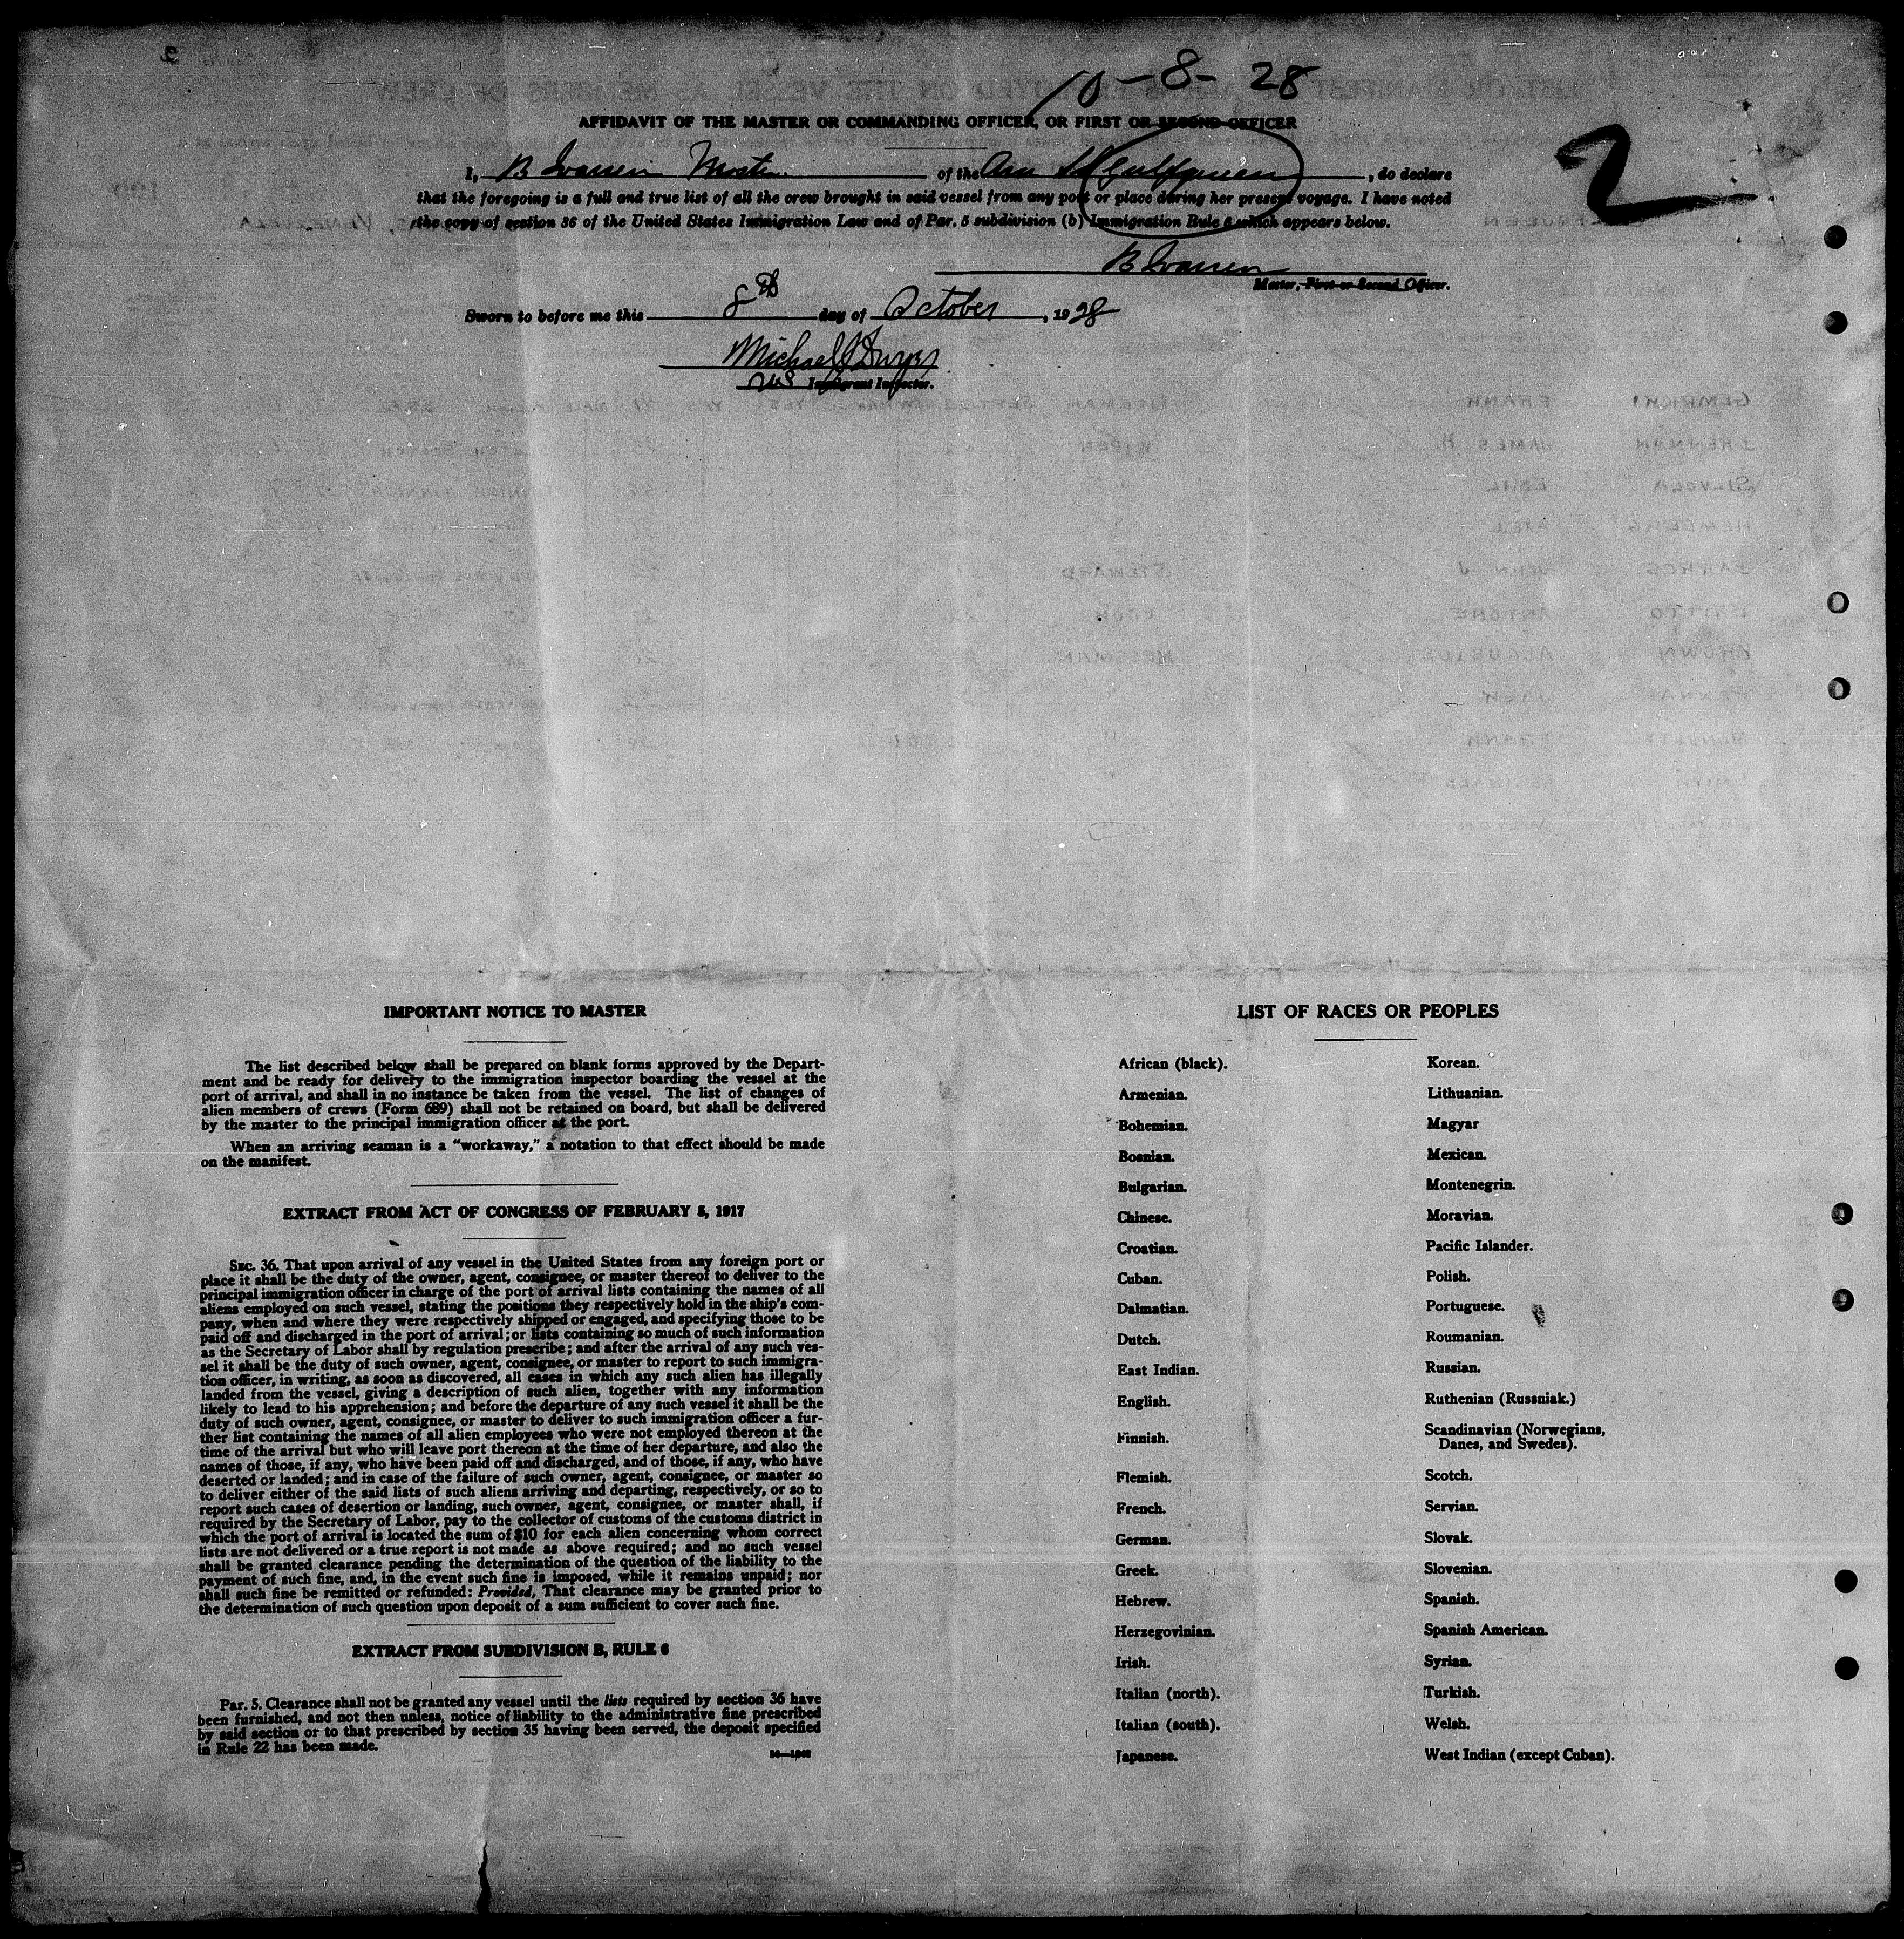 10-8-28
2
AFFIDAVIT OF THE MASTER OR COMMANDING OFFICER, OR FIRST OR SECOND OFFICER
I, B Warren Master of the Am SS Gulfqueen, do declare
that the foregoing is a full and true list of all the crew brought in said vessel from any port or place during her present voyage. I have noted
the copy of section 36 of the United States Immigration Law and of Par. 5 subdivision (b) Immigration Rule 6 which appears below.
B Warren
Master, First or Second Officer.
Sworn to before me this 8th day of October, 1928
Michael
US Immigrant Inspector.
IMPORTANT NOTICE TO MASTER
The list described below shall be prepared on blank forms approved by the Depart-
ment and be ready for delivery to the immigration inspector boarding the vessel at the
port of arrival, and shall in no instance be taken from the vessel. The list of changes of
alien members of crews (Form 689) shall not be retained on board, but shall be delivered
by the master to the principal immigration officer at the port.
When an arriving seaman is a “workaway,” a notation to that effect should be made
on the manifest.
EXTRACT FROM ACT OF CONGRESS OF FEBRUARY 5, 1917
SEC. 36. That upon arrival of any vessel in the United States from any foreign port or
place it shall be the duty of the owner, agent, consignee, or master thereof to deliver to the
principal immigration officer in charge of the port of arrival lists containing the names of all
aliens employed on such vessel, stating the positions they respectively hold in the ship's com-
pany, when and where they were respectively shipped or engaged, and specifying those to be
paid off and discharged in the port of arrival; or lists containing so much of such information
as the Secretary of Labor shall by regulation prescribe; and after the arrival of any such ves-
sel it shall be the duty of such owner, agent, consignee, or master to report to such immigra-
tion officer, in writing, as soon as discovered, all cases in which any such alien has illegally
landed from the vessel, giving a description of such alien, together with any information
likely to lead to his apprehension; and before the departure of any such vessel it shall be the
duty of such owner, agent, consignee, or master to deliver to such immigration officer a fur-
ther list containing the names of all alien employees who were not employed thereon at the
time of the arrival but who will leave port thereon at the time of her departure, and also the
names of those, if any, who have been paid off and discharged, and of those, if any, who have
deserted or landed; and in case of the failure of such owner, agent, consignee, or master so
to deliver either of the said lists of such aliens arriving and departing, respectively, or so to
report such cases of desertion or landing, such owner, agent, consignee, or master shall, if
required by the Secretary of Labor, pay to the collector of customs of the customs district in
which the port of arrival is located the sum of $10 for each alien concerning whom correct
lists are not delivered or a true report is not made as above required; and no such vessel
shall be granted clearance pending the determination of the question of the liability to the
payment of such fine, and, in the event such fine is imposed, while it remains unpaid; nor
shall such fine be remitted or refunded: Provided, That clearance may be granted prior to
the determination of such question upon deposit of a sum sufficient to cover such fine.
EXTRACT FROM SUBDIVISION B, RULE 6
Par. 5. Clearance shall not be granted any vessel until the lists required by section 36 have
been furnished, and not then unless, notice of liability to the administrative fine prescribed
by said section or to that prescribed by section 35 having been served, the deposit specified
in Rule 22 has been made.
14—1240
LIST OF RACES OR PEOPLES
African (black).
Armenian.
Bohemian.
Bosnian.
Bulgarian.
Chinese.
Croatian.
Cuban.
Dalmatian.
Dutch.
East Indian.
English.
Finnish.
Flemish.
French.
German.
Greek.
Hebrew.
Herzegovinian.
Irish.
Italian (north).
Italian (south).
Japanese.
Korean.
Lithuanian.
Magyar
Mexican.
Montenegrin.
Moravian.
Pacific Islander.
Polish.
Portuguese.
Roumanian.
Russian.
Ruthenian (Russniak.)
Scandinavian (Norwegians,
Danes, and Swedes).
Scotch.
Servian.
Slovak.
Slovenian.
Spanish.
Spanish American.
Syrian.
Turkish.
Welsh.
West Indian (except Cuban).